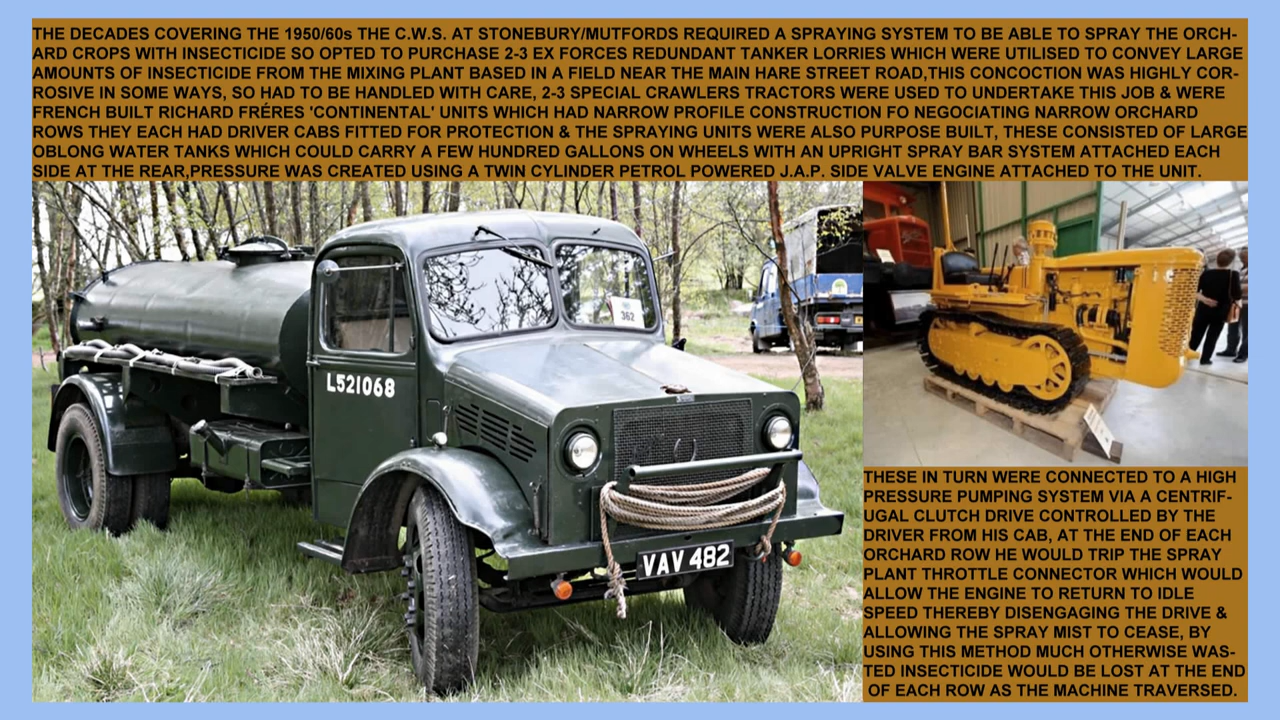 THE DECADES COVERING THE 1950/60s THE C.W.S. AT STONEBURY/MUTFORDS REQUIRED A SPRAYING SYSTEM TO BE ABLE TO SPRAY THE ORCH-
ARD CROPS WITH INSECTICIDE SO OPTED TO PURCHASE 2-3 EX FORCES REDUNDANT TANKER LORRIES WHICH WERE UTILISED TO CONVEY LARGE
AMOUNTS OF INSECTICIDE FROM THE MIXING PLANT BASED IN A FIELD NEAR THE MAIN HARE STREET ROAD,THIS CONCOCTION WAS HIGHLY COR-
ROSIVE IN SOME WAYS, SO HAD TO BE HANDLED WITH CARE, 2-3 SPECIAL CRAWLERS TRACTORS WERE USED TO UNDERTAKE THIS JOB & WERE
FRENCH BUILT RICHARD FRÉRES 'CONTINENTAL' UNITS WHICH HAD NARROW PROFILE CONSTRUCTION FO NEGOCIATING NARROW ORCHARD
ROWS THEY EACH HAD DRIVER CABS FITTED FOR PROTECTION & THE SPRAYING UNITS WERE ALSO PURPOSE BUILT, THESE CONSISTED OF LARGE
OBLONG WATER TANKS WHICH COULD CARRY A FEW HUNDRED GALLONS ON WHEELS WITH AN UPRIGHT SPRAY BAR SYSTEM ATTACHED EACH
SIDE AT THE REAR,PRESSURE WAS CREATED USING A TWIN CYLINDER PETROL POWERED J.A.P. SIDE VALVE ENGINE ATTACHED TO THE UNIT.
362
L521068
VAV 482
THESE IN TURN WERE CONNECTED TO A HIGH
PRESSURE PUMPING SYSTEM VIA A CENTRIF-
UGAL CLUTCH DRIVE CONTROLLED BY THE
DRIVER FROM HIS CAB, AT THE END OF EACH
ORCHARD ROW HE WOULD TRIP THE SPRAY
PLANT THROTTLE CONNECTOR WHICH WOULD
ALLOW THE ENGINE TO RETURN TO IDLE
SPEED THEREBY DISENGAGING THE DRIVE &
ALLOWING THE SPRAY MIST TO CEASE, BY
USING THIS METHOD MUCH OTHERWISE WAS-
TED INSECTICIDE WOULD BE LOST AT THE END
OF EACH ROW AS THE MACHINE TRAVERSED.